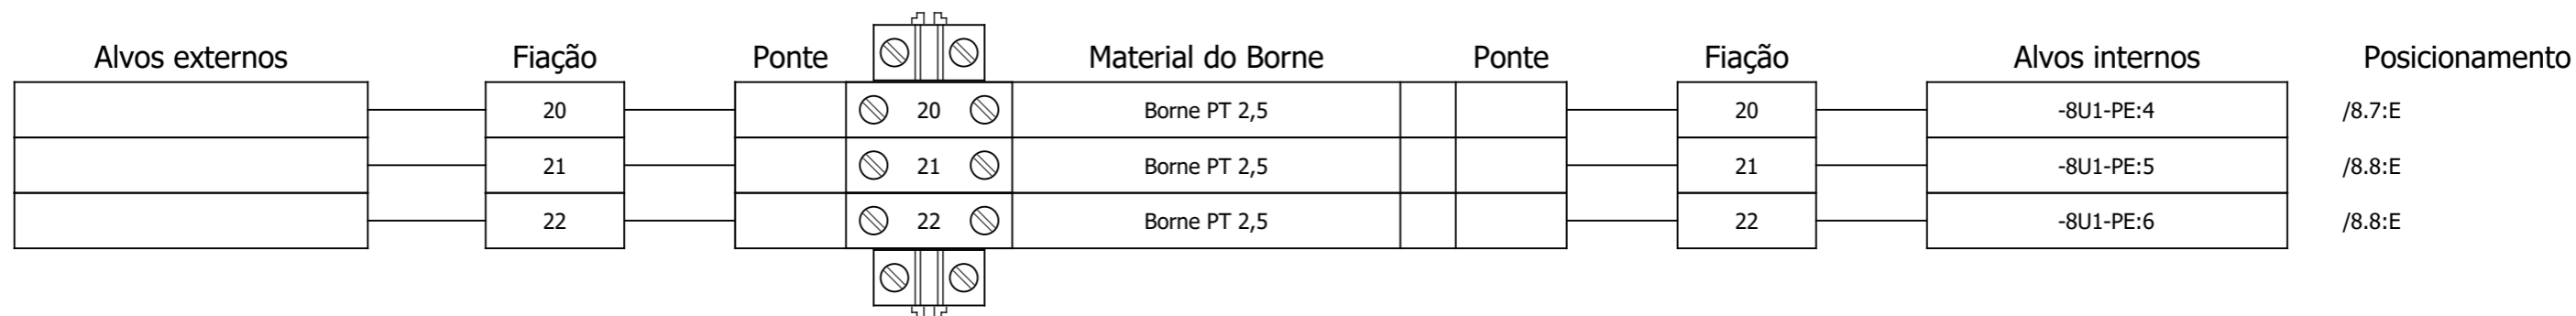 Alvos externos Fiação Ponte Material do Borne Ponte Fiação Alvos internos Posicionamento
20 20 Borne PT 2,5 20 -8U1-PE:4 /8.7:E
21 21 Borne PT 2,5 21 -8U1-PE:5 /8.8:E
22 22 Borne PT 2,5 22 -8U1-PE:6 /8.8:E